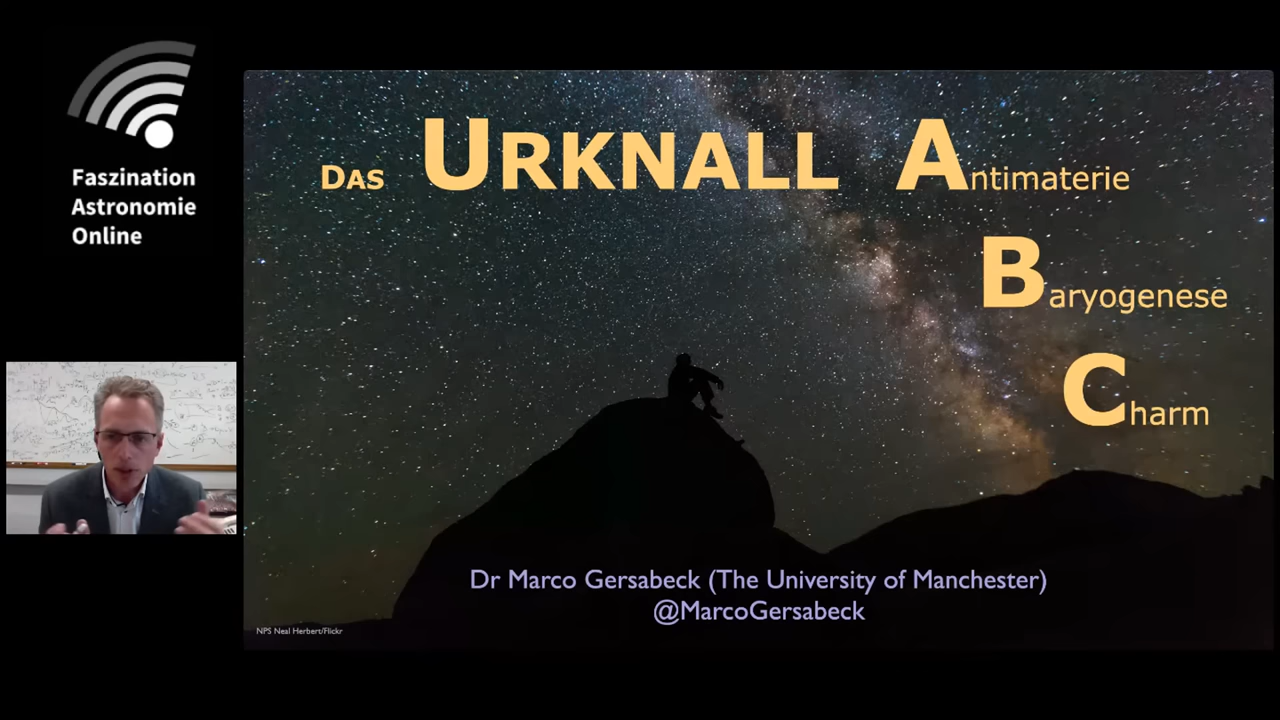 Faszination
Astronomie
Online
DAS URKNALL Antimaterie
Baryogenese
Charm
Dr Marco Gersabeck (The University of Manchester)
@MarcoGersabeck
NPS Neal Herbert/Flickr